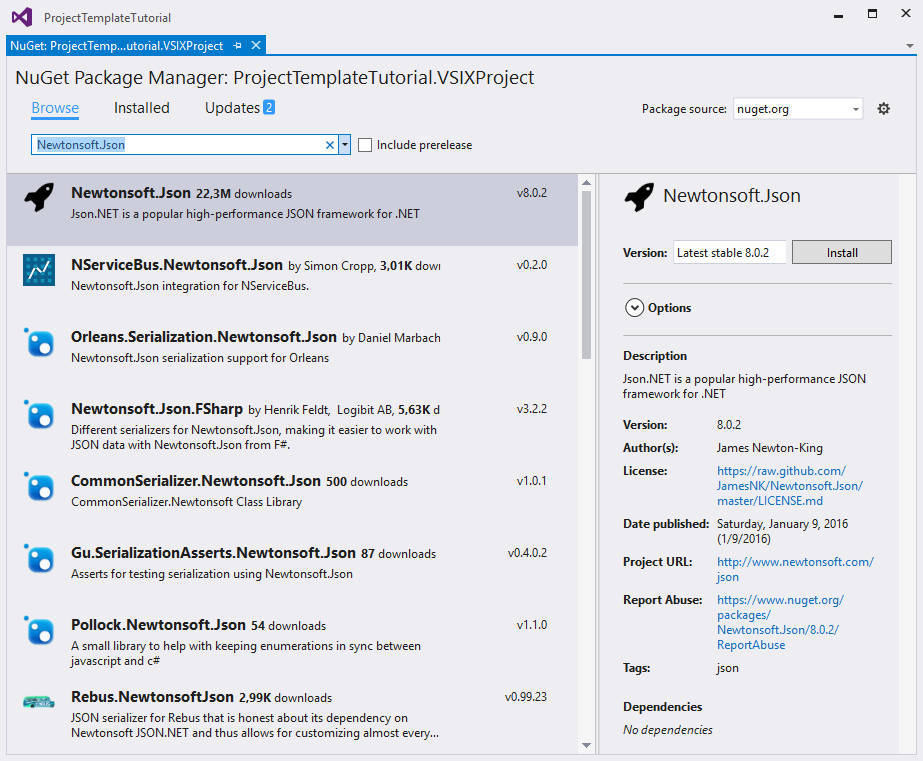 ProjectTemplateTutorial
NuGet: ProjectTemp...utorial.VSIXProject
NuGet Package Manager: ProjectTemplateTutorial.VSIXProject
Browse Installed Updates 2
Package source: nuget.org
Newtonsoft.Json
Include prerelease
Newtonsoft.Json 22,3M downloads v8.0.2
Json.NET is a popular high-performance JSON framework for .NET
NServiceBus.Newtonsoft.Json by Simon Cropp, 3,01K down v0.2.0
Newtonsoft.Json integration for NServiceBus.
Orleans.Serialization.Newtonsoft.Json by Daniel Marbach v0.9.0
Newtonsoft.Json serialization support for Orleans
Newtonsoft.Json.FSharp by Henrik Feldt, Logibit AB, 5,63K d v3.2.2
Different serializers for Newtonsoft.Json, making it easier to work with
JSON data with Newtonsoft.Json from F#.
CommonSerializer.Newtonsoft.Json 500 downloads v1.0.1
CommonSerializer.Newtonsoft Class Library
Gu.SerializationAsserts.Newtonsoft.Json 87 downloads v0.4.0.2
Asserts for testing serialization using Newtonsoft.Json
Pollock.Newtonsoft.Json 54 downloads v1.1.0
A small library to help with keeping enumerations in sync between
javascript and c#
Rebus.NewtonsoftJson 2,99K downloads v0.99.23
JSON serializer for Rebus that is honest about its dependency on
Newtonsoft JSON.NET and thus allows for customizing almost every...
Newtonsoft.Json
Version: Latest stable 8.0.2 Install
Options
Description
Json.NET is a popular high-performance JSON
framework for .NET
Version: 8.0.2
Author(s): James Newton-King
License: https://raw.github.com/
JamesNK/Newtonsoft.Json/
master/LICENSE.md
Date published: Saturday, January 9, 2016
(1/9/2016)
Project URL: http://www.newtonsoft.com/
json
Report Abuse: https://www.nuget.org/
packages/
Newtonsoft.Json/8.0.2/
ReportAbuse
Tags: json
Dependencies
No dependencies